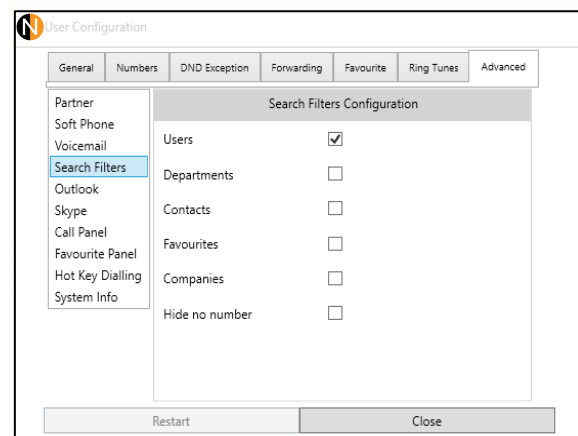 N User Configuration
General Numbers DND Exception Forwarding Favourite Ring Tunes Advanced
Partner
Soft Phone
Voicemail
Search Filters
Outlook
Skype
Call Panel
Favourite Panel
Hot Key Dialling
System Info
Search Filters Configuration
Users
Departments
Contacts
Favourites
Companies
Hide no number
Restart Close